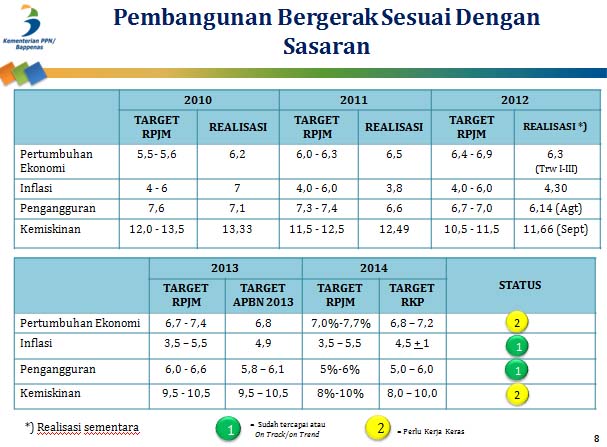 Kementerian PPN/
Bappenas
Pembangunan Bergerak Sesuai Dengan
Sasaran
2010 2011 2012
TARGET RPJM REALISASI TARGET RPJM REALISASI TARGET RPJM REALISASI *)
Pertumbuhan Ekonomi 5,5- 5,6 6,2 6,0 - 6,3 6,5 6,4 - 6,9 6,3 (Trw I-III)
Inflasi 4 - 6 7 4,0 - 6,0 3,8 4,0 - 6,0 4,30
Pengangguran 7,6 7,1 7,3 - 7,4 6,6 6,7 - 7,0 6,14 (Agt)
Kemiskinan 12,0 - 13,5 13,33 11,5 - 12,5 12,49 10,5 - 11,5 11,66 (Sept)
2013 2014 STATUS
TARGET RPJM TARGET APBN 2013 TARGET RPJM TARGET RKP
Pertumbuhan Ekonomi 6,7 - 7,4 6,8 7,0%-7,7% 6,8 – 7,2 2
Inflasi 3,5 – 5,5 4,9 3,5 – 5,5 4,5 ± 1 1
Pengangguran 6,0 - 6,6 5,8 – 6,1 5%-6% 5,0 – 6,0 1
Kemiskinan 9,5 - 10,5 9,5 – 10,5 8%-10% 8,0 – 10,0 2
*) Realisasi sementara
1 = Sudah tercapai atau
On Track/on Trend
2 = Perlu Kerja Keras
8